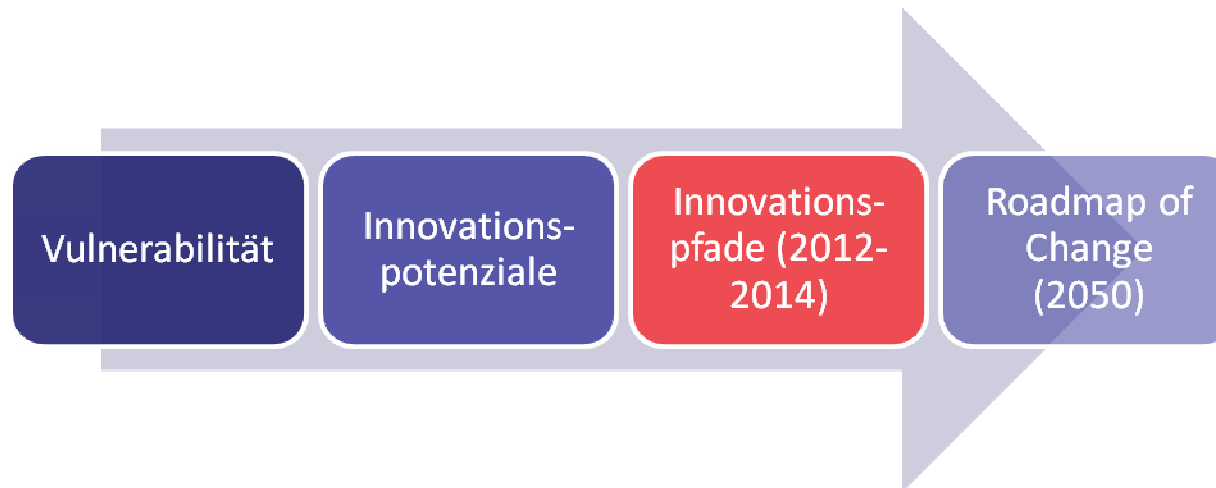 Vulnerabilität
Innovations-
potenziale
Innovations-
pfade (2012-
2014)
Roadmap of
Change
(2050)